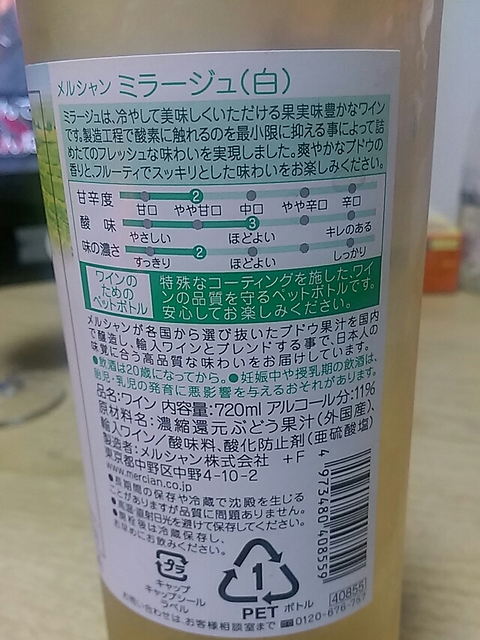 メルシャン ミラージュ(白)
ミラージュは、冷やして美味しくいただける果実味豊かなワイン
です。製造工程で酸素に触れるのを最小限に抑える事によって詰
めたてのフレッシュな味わいを実現しました。爽やかなブドウの
香りとフルーティでスッキリとした味わいをお楽しみください。
甘辛度 2
甘口 やや甘口 中口 やや辛口 辛口
酸味 3
やさしい ほどよい キレのある
味の濃さ 2
すっきり ほどよい しっかり
ワインの
ための
ペットボトル
特殊なコーティングを施した、ワイ
ンの品質を守るペットボトルです。
安心してお楽しみください。
メルシャンが各国から選び抜いたブドウ果汁を国内
で醸造し、輸入ワインとブレンドする事で、日本人の
味覚に合う高品質な味わいをお届けしています。
●飲酒は20歳になってから。●妊娠中や授乳期の飲酒は、
胎児・乳児の発育に悪影響を与えるおそれがあります。
品名:ワイン 内容量:720ml アルコール分:11%
原材料名:濃縮還元ぶどう果汁(外国産)、
輸入ワイン/酸味料、酸化防止剤(亜硫酸塩)
製造者:メルシャン株式会社 +F
東京都中野区中野4-10-2
www.mercian.co.jp
●長期間の保存や冷蔵で沈殿を生じる
ことがありますが品質に問題ありません。
直射日光を避けて保存してください。
●開栓後は冷蔵保存し、
お早めにお飲みください。
4 973480 408559
プラ
キャップ
キャップシール
ラベル
1
PET ボトル
40855
お問い合わせは、お客様相談室まで 0120-676-757